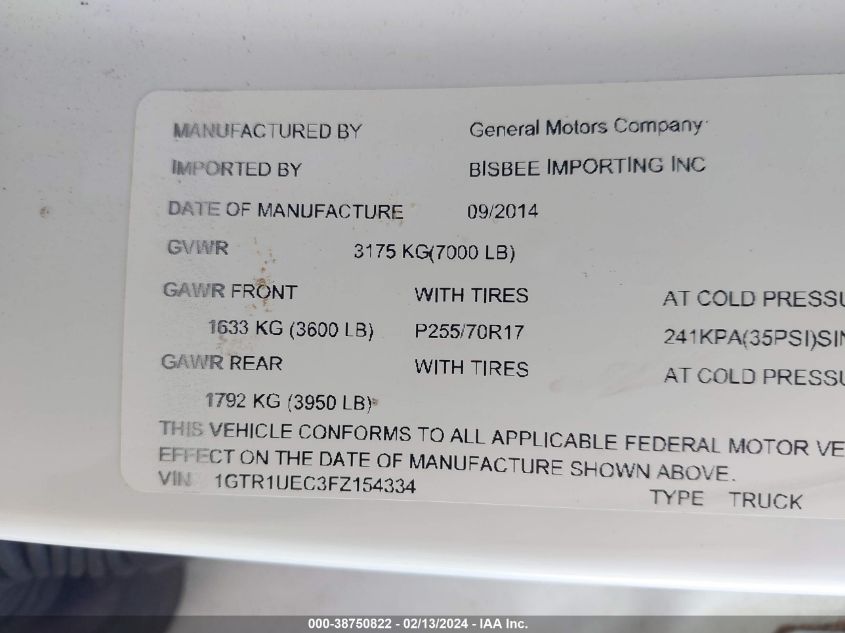 MANUFACTURED BY General Motors Company
IMPORTED BY BISBEE IMPORTING INC
DATE OF MANUFACTURE 09/2014
GVWR 3175 KG(7000 LB)
GAWR FRONT WITH TIRES AT COLD PRESSU
1633 KG (3600 LB) P255/70R17 241KPA(35PSI)SIN
GAWR REAR WITH TIRES AT COLD PRESSU
1792 KG (3950 LB)
THIS VEHICLE CONFORMS TO ALL APPLICABLE FEDERAL MOTOR VE
EFFECT ON THE DATE OF MANUFACTURE SHOWN ABOVE.
VIN 1GTR1UEC3FZ154334 TYPE TRUCK
000-38750822 - 02/13/2024 - IAA Inc.